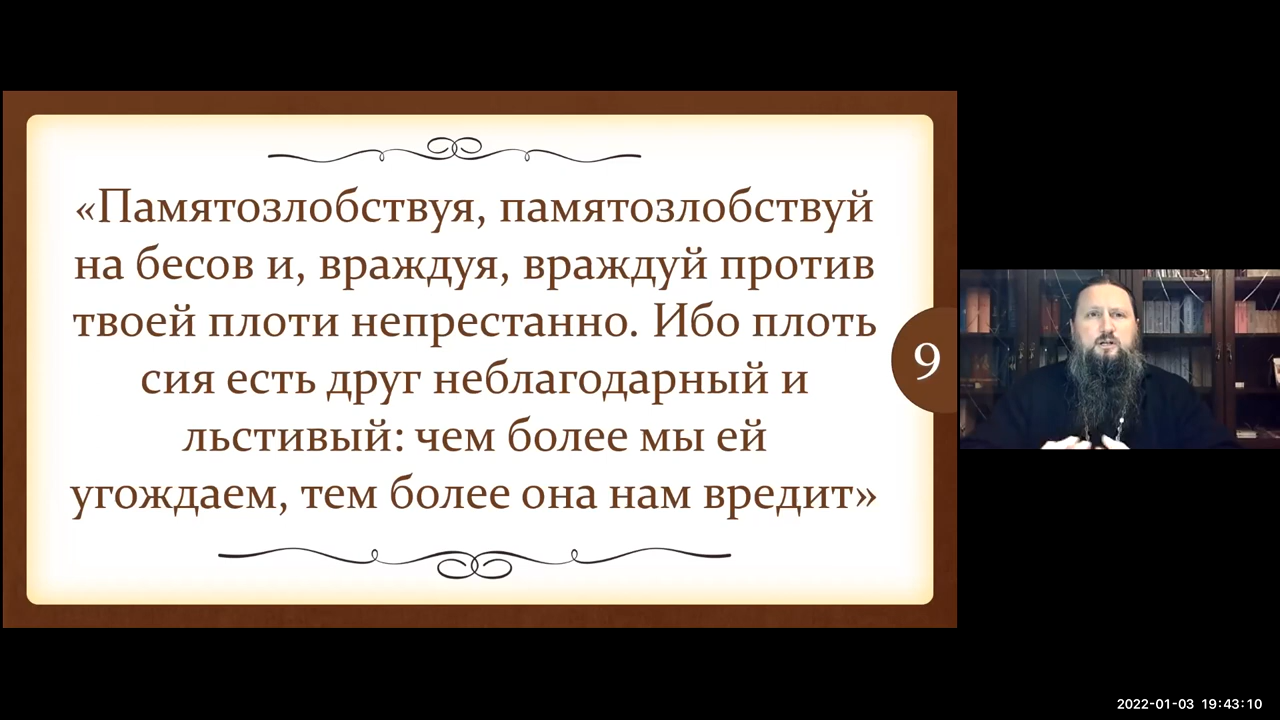 «Памятозлобствуя, памятозлобствуй
на бесов и, враждуя, враждуй против
твоей плоти непрестанно. Ибо плоть
сия есть друг неблагодарный и
льстивый: чем более мы ей
угождаем, тем более она нам вредит»
9
2022-01-03 19:43:10